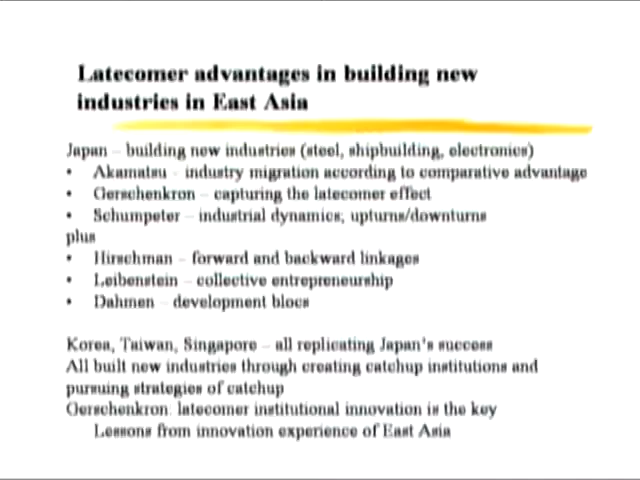 Latecomer advantages in building new
industries in East Asia
Japan – building new industries (steel, shipbuilding, electronics)
• Akamatsu - industry migration according to comparative advantage
• Gerschenkron – capturing the latecomer effect
• Schumpeter – industrial dynamics; upturns/downturns
plus
• Hirschman – forward and backward linkages
• Leibenstein – collective entrepreneurship
• Dahmen – development blocs
Korea, Taiwan, Singapore – all replicating Japan's success
All built new industries through creating catchup institutions and
pursuing strategies of catchup
Gerschenkron: latecomer institutional innovation is the key
Lessons from innovation experience of East Asia